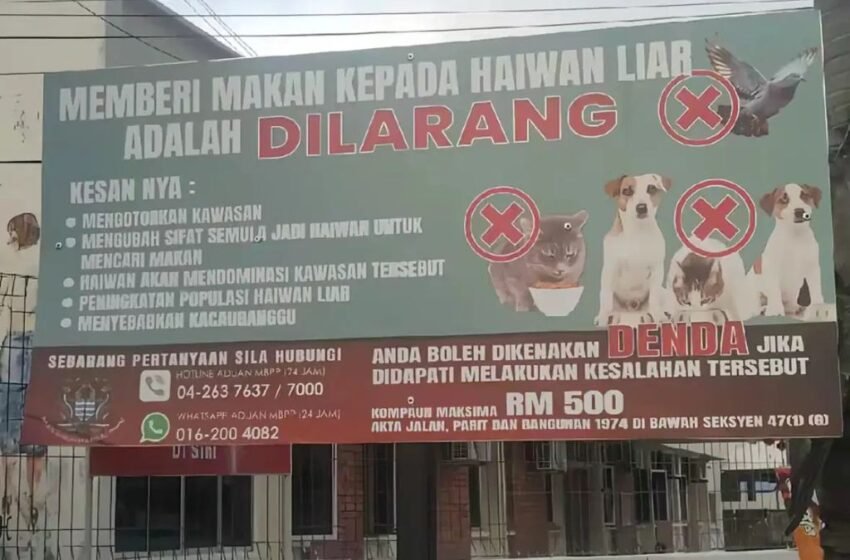 MEMBERI MAKAN KEPADA HAIWAN LIAR
ADALAH DILARANG
KESAN NYA :
• MENGOTORKAN KAWASAN
• MENGUBAH SIFAT SEMULA JADI HAIWAN UNTUK
MENCARI MAKAN
• HAIWAN AKAN MENDOMINASI KAWASAN TERSEBUT
• PENINGKATAN POPULASI HAIWAN LIAR
• MENYEBABKAN KACAUBANGGU
SEBARANG PERTANYAAN SILA HUBUNGI
HOTLINE ADUAN MBPP (24 JAM)
04-263 7637 / 7000
WHATSAPP ADUAN MBPP (24 JAM)
016-200 4082
ANDA BOLEH DIKENAKAN DENDA JIKA
DIDAPATI MELAKUKAN KESALAHAN TERSEBUT
KOMPAUN MAKSIMA RM 500
AKTA JALAN, PARIT DAN BANGUNAN 1974 DI BAWAH SEKSYEN 47(1) (G)
DI SINI